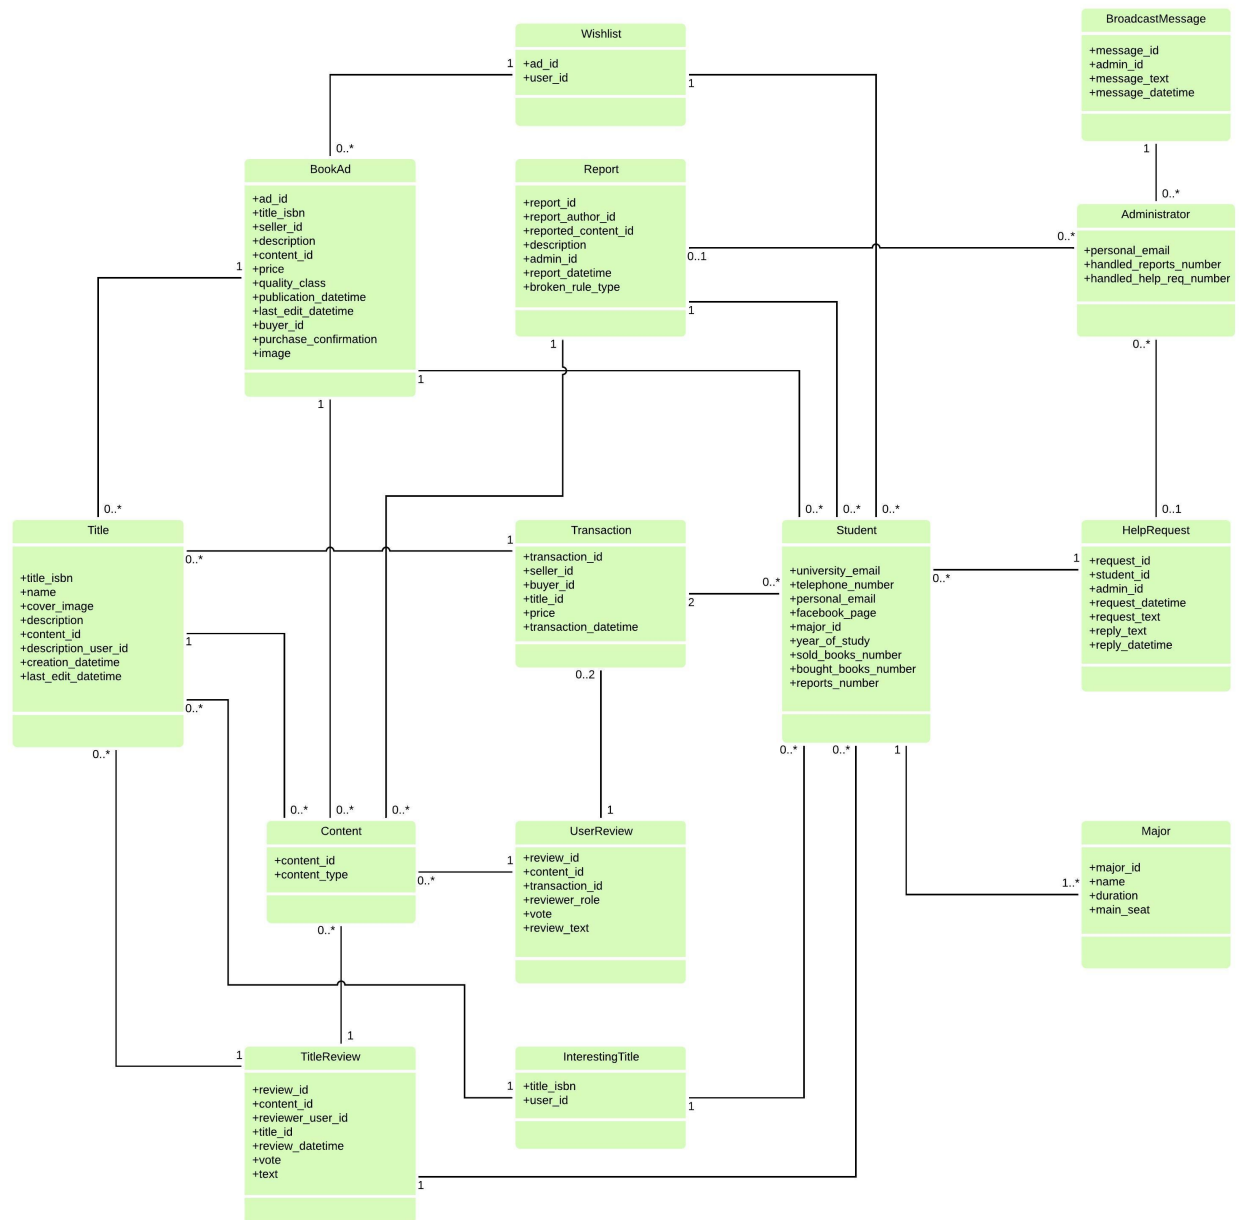 Wishlist
+ad_id
+user_id
1
1
0..*
BroadcastMessage
+message_id
+admin_id
+message_text
+message_datetime
1
0..*
BookAd
+ad_id
+title_isbn
+seller_id
+description
+content_id
+price
+quality_class
+publication_datetime
+last_edit_datetime
+buyer_id
+purchase_confirmation
+image
1
1
1
Report
+report_id
+report_author_id
+reported_content_id
+description
+admin_id
+report_datetime
+broken_rule_type
0..1
1
1
0..*
Administrator
+personal_email
+handled_reports_number
+handled_help_req_number
0..*
0..*
0..*
0..*
0..*
0..1
Title
+title_isbn
+name
+cover_image
+description
+content_id
+description_user_id
+creation_datetime
+last_edit_datetime
0..*
1
0..*
0..*
Transaction
+transaction_id
+seller_id
+buyer_id
+title_id
+price
+transaction_datetime
1
2
0..2
Student
+university_email
+telephone_number
+personal_email
+facebook_page
+major_id
+year_of_study
+sold_books_number
+bought_books_number
+reports_number
0..*
0..*
0..*
0..*
1
HelpRequest
+request_id
+student_id
+admin_id
+request_datetime
+request_text
+reply_text
+reply_datetime
1
0..*
0..*
0..*
1
Content
+content_id
+content_type
0..*
0..*
UserReview
+review_id
+content_id
+transaction_id
+reviewer_role
+vote
+review_text
1
Major
+major_id
+name
+duration
+main_seat
1..*
1
1
TitleReview
+review_id
+content_id
+reviewer_user_id
+title_id
+review_datetime
+vote
+text
1
InterestingTitle
+title_isbn
+user_id
1
1